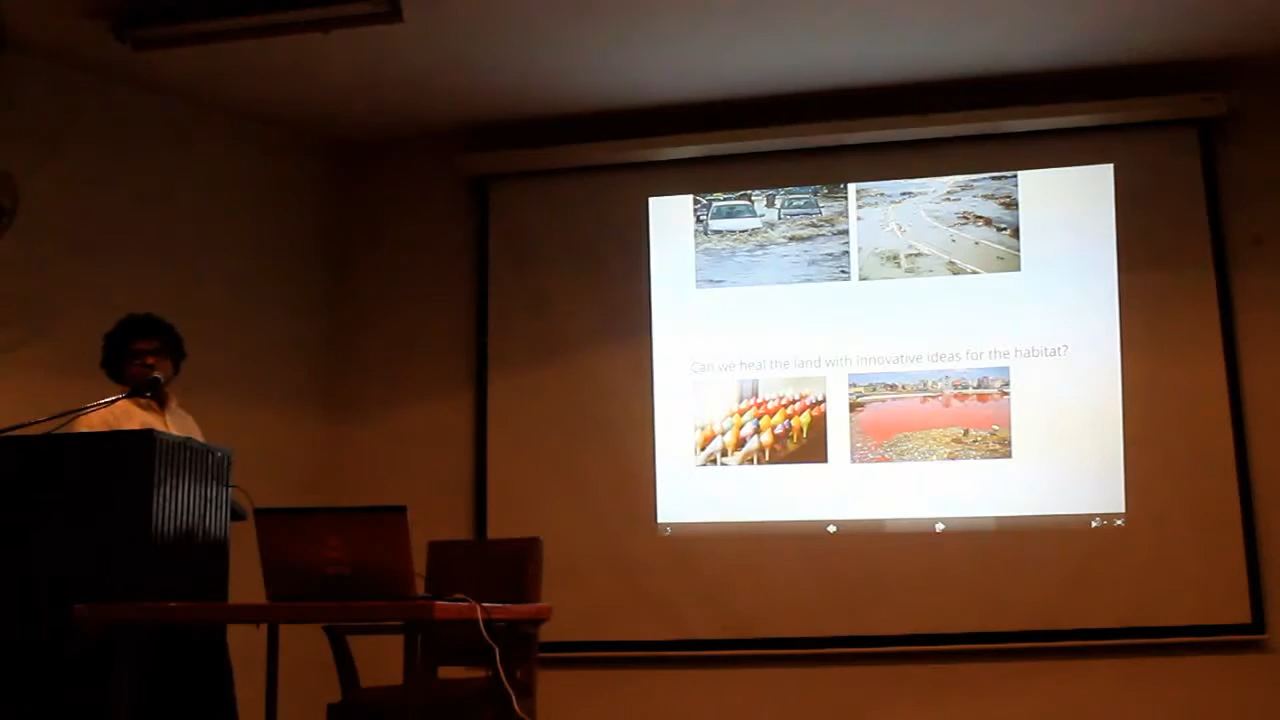 Can we heal the land with innovative ideas for the habitat?